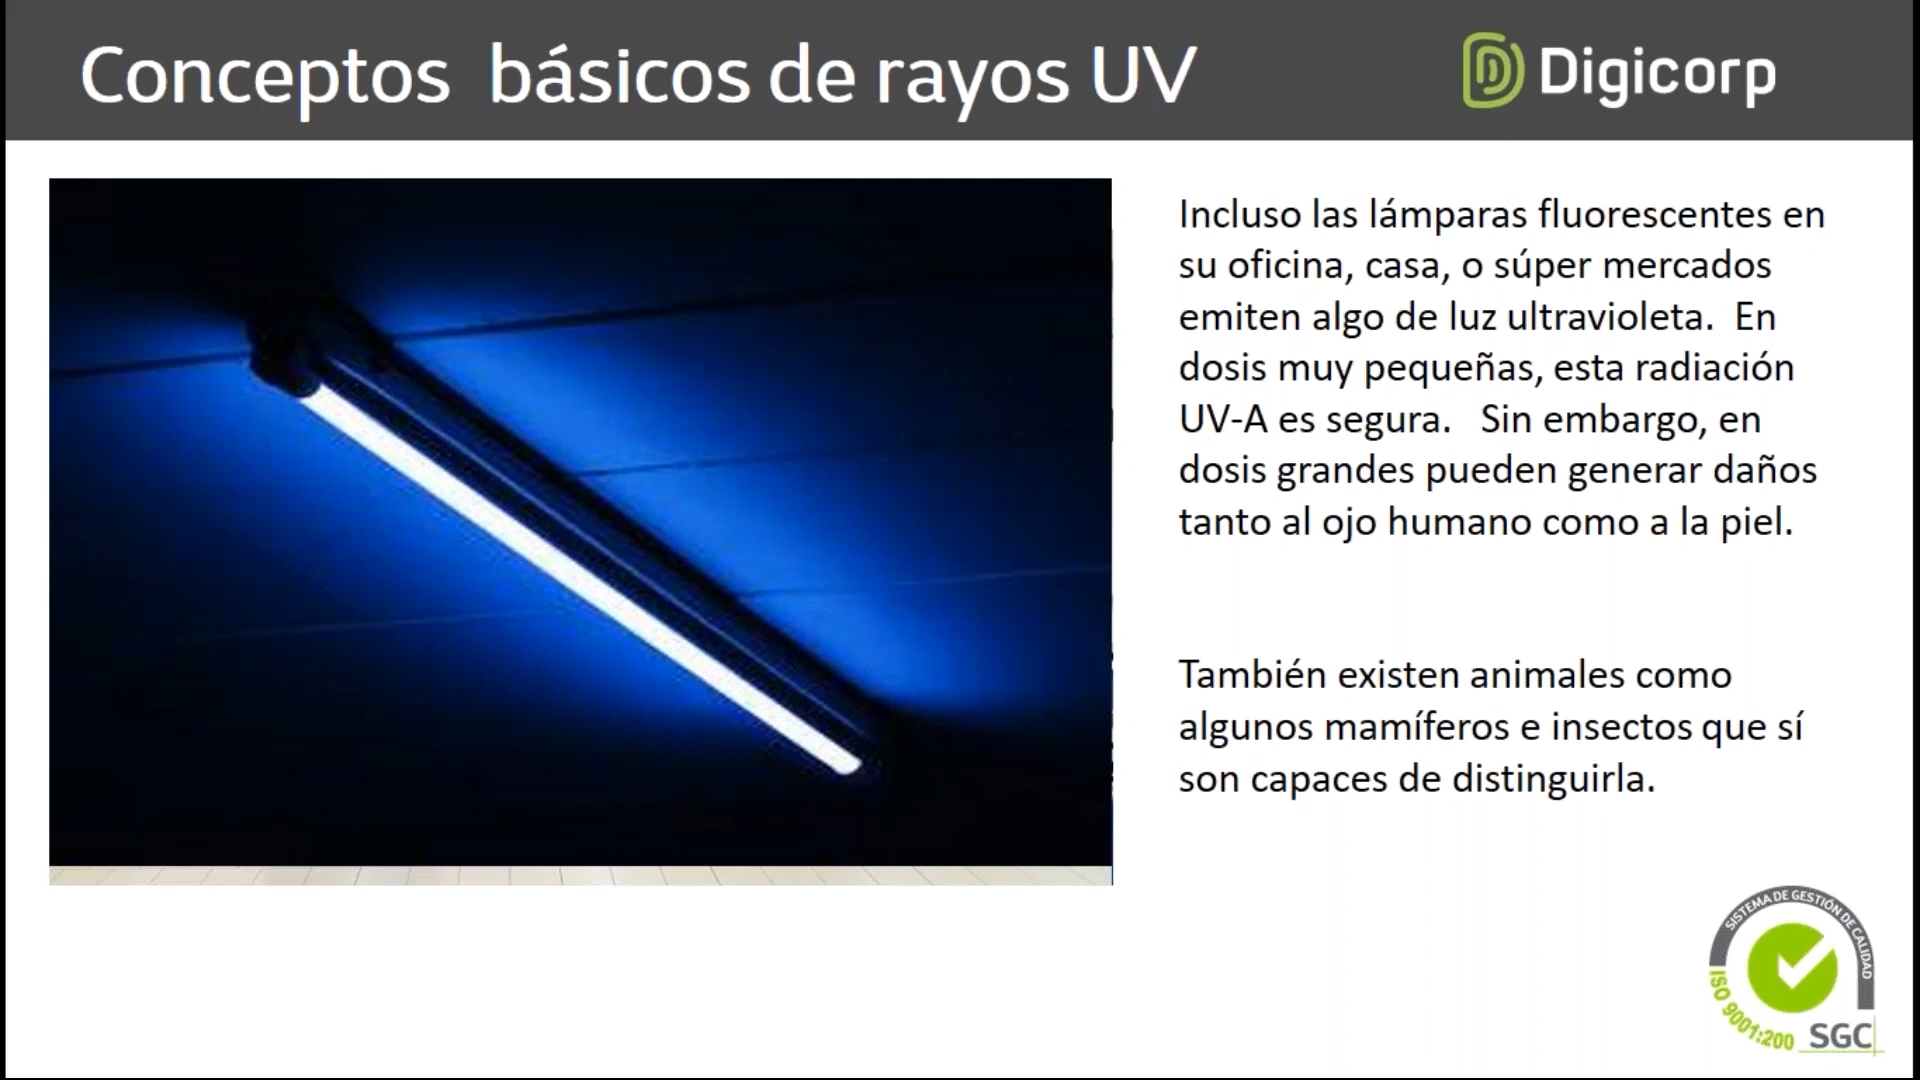 Conceptos básicos de rayos UV
Digicorp
Incluso las lámparas fluorescentes en
su oficina, casa, o súper mercados
emiten algo de luz ultravioleta. En
dosis muy pequeñas, esta radiación
UV-A es segura. Sin embargo, en
dosis grandes pueden generar daños
tanto al ojo humano como a la piel.
También existen animales como
algunos mamíferos e insectos que sí
son capaces de distinguirla.
SISTEMA DE GESTIÓN DE CALIDAD
ISO 9001:200
SGC